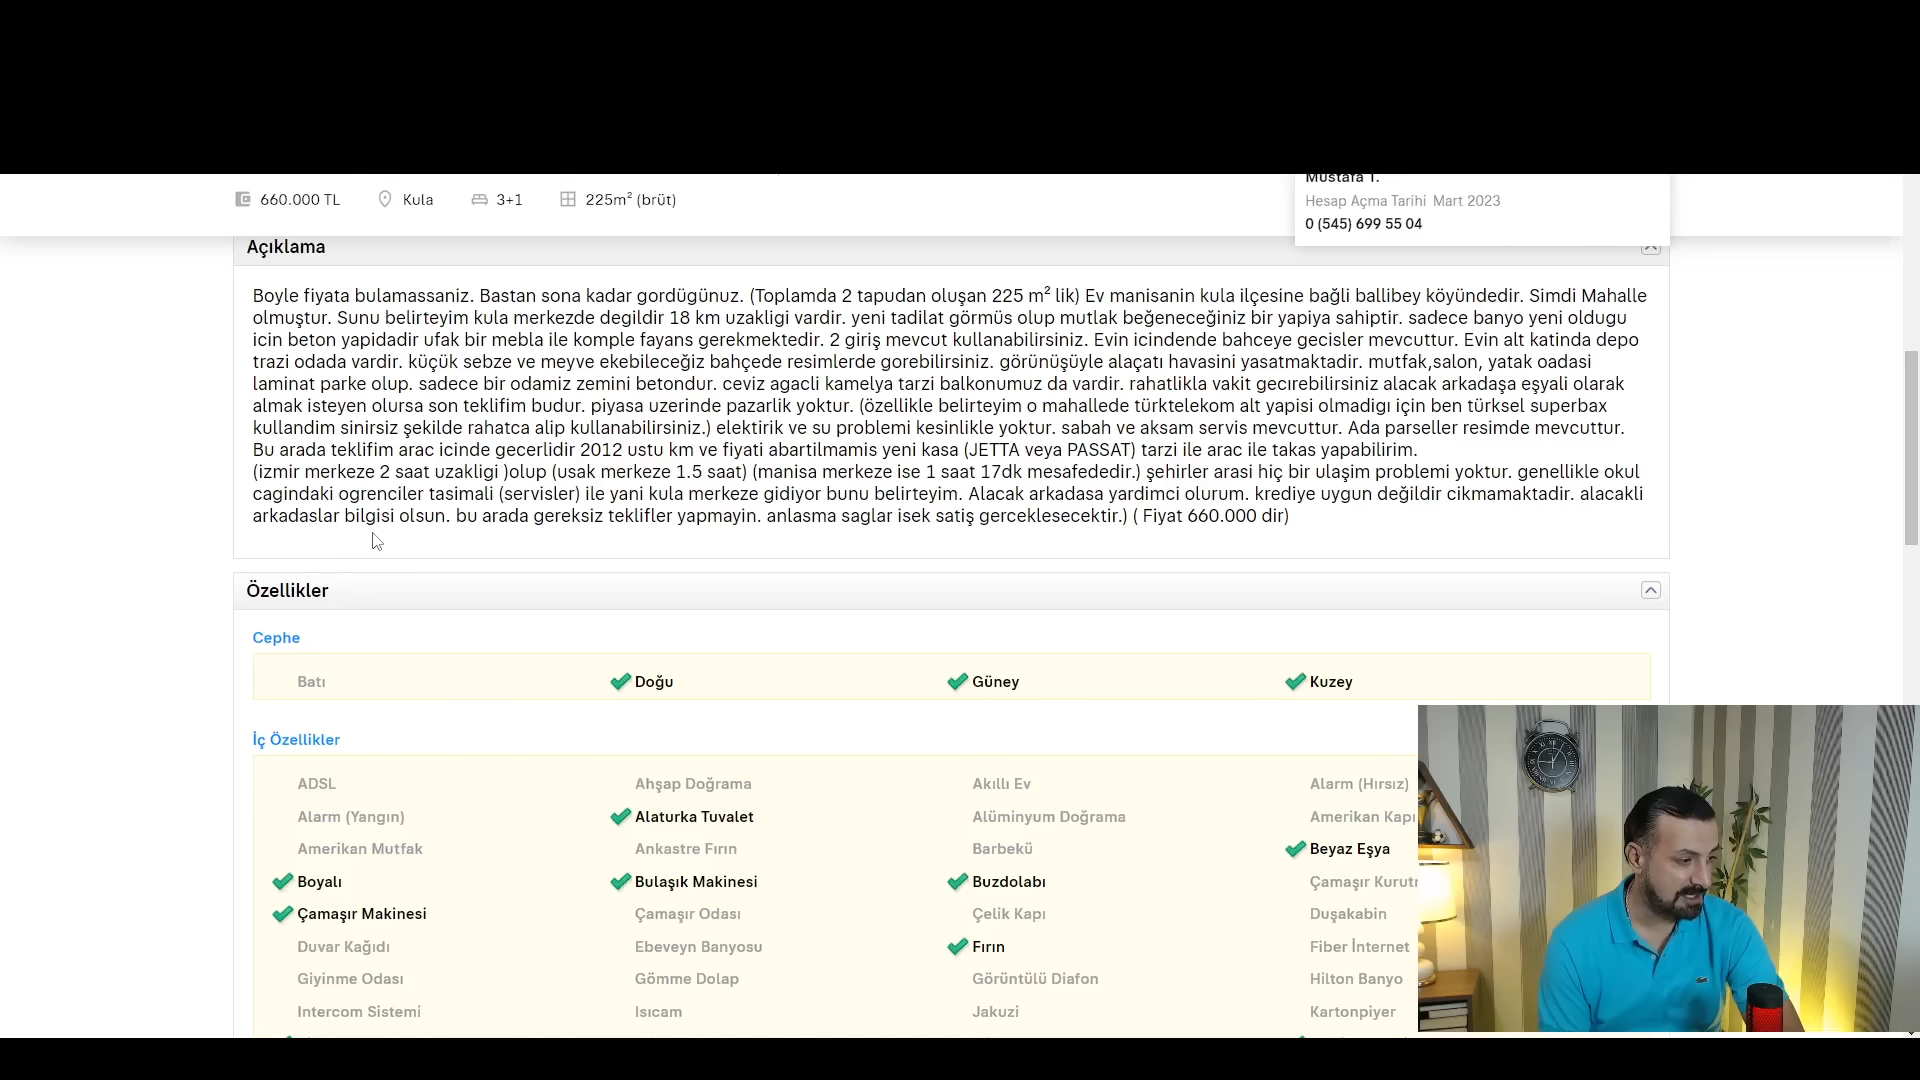 660.000 TL Kula 3+1 225m² (brüt)
Mustafa T.
Hesap Açma Tarihi Mart 2023
0 (545) 699 55 04
Açıklama
Boyle fiyata bulamassaniz. Bastan sona kadar gordügünuz. (Toplamda 2 tapudan oluşan 225 m² lik) Ev manisanin kula ilçesine bağli ballibey köyündedir. Simdi Mahalle
olmuştur. Sunu belirteyim kula merkezde degildir 18 km uzakligi vardir. yeni tadilat görmüs olup mutlak beğeneceğiniz bir yapiya sahiptir. sadece banyo yeni oldugu
icin beton yapidadir ufak bir mebla ile komple fayans gerekmektedir. 2 giriş mevcut kullanabilirsiniz. Evin icindende bahceye gecisler mevcuttur. Evin alt katinda depo
trazi odada vardir. küçük sebze ve meyve ekebileceğiz bahçede resimlerde gorebilirsiniz. görünüşüyle alaçatı havasini yasatmaktadir. mutfak,salon, yatak oadasi
laminat parke olup. sadece bir odamiz zemini betondur. ceviz agacli kamelya tarzi balkonumuz da vardir. rahatlikla vakit gecırebilirsiniz alacak arkadaşa eşyali olarak
almak isteyen olursa son teklifim budur. piyasa uzerinde pazarlik yoktur. (özellikle belirteyim o mahallede türktelekom alt yapisi olmadigı için ben türksel superbax
kullandim sinirsiz şekilde rahatca alip kullanabilirsiniz.) elektirik ve su problemi kesinlikle yoktur. sabah ve aksam servis mevcuttur. Ada parseller resimde mevcuttur.
Bu arada teklifim arac icinde gecerlidir 2012 ustu km ve fiyati abartilmamis yeni kasa (JETTA veya PASSAT) tarzi ile arac ile takas yapabilirim.
(izmir merkeze 2 saat uzakligi )olup (usak merkeze 1.5 saat) (manisa merkeze ise 1 saat 17dk mesafededir.) şehirler arasi hiç bir ulaşim problemi yoktur. genellikle okul
cagindaki ogrenciler tasimali (servisler) ile yani kula merkeze gidiyor bunu belirteyim. Alacak arkadasa yardimci olurum. krediye uygun değildir cikmamaktadir. alacakli
arkadaslar bilgisi olsun. bu arada gereksiz teklifler yapmayin. anlasma saglar isek satiş gerceklesecektir.) ( Fiyat 660.000 dir)
Özellikler
Cephe
Batı Doğu Güney Kuzey
İç Özellikler
ADSL Ahşap Doğrama Akıllı Ev Alarm (Hırsız)
Alarm (Yangın) Alaturka Tuvalet Alüminyum Doğrama Amerikan Kapı
Amerikan Mutfak Ankastre Fırın Barbekü Beyaz Eşya
Boyalı Bulaşık Makinesi Buzdolabı Çamaşır Kurut
Çamaşır Makinesi Çamaşır Odası Çelik Kapı Duşakabin
Duvar Kağıdı Ebeveyn Banyosu Fırın Fiber İnternet
Giyinme Odası Gömme Dolap Görüntülü Diafon Hilton Banyo
Intercom Sistemi Isıcam Jakuzi Kartonpiyer